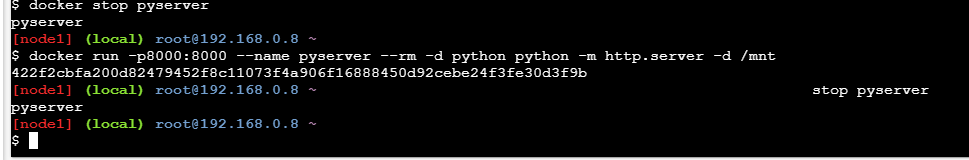 $ docker stop pyserver
pyserver
[node1] (local) root@192.168.0.8 ~
$ docker run -p8000:8000 --name pyserver --rm -d python python -m http.server -d /mnt
422f2cbfa200d82479452f8c11073f4a906f16888450d92cebe24f3fe30d3f9b
[node1] (local) root@192.168.0.8 ~ stop pyserver
pyserver
[node1] (local) root@192.168.0.8 ~
$